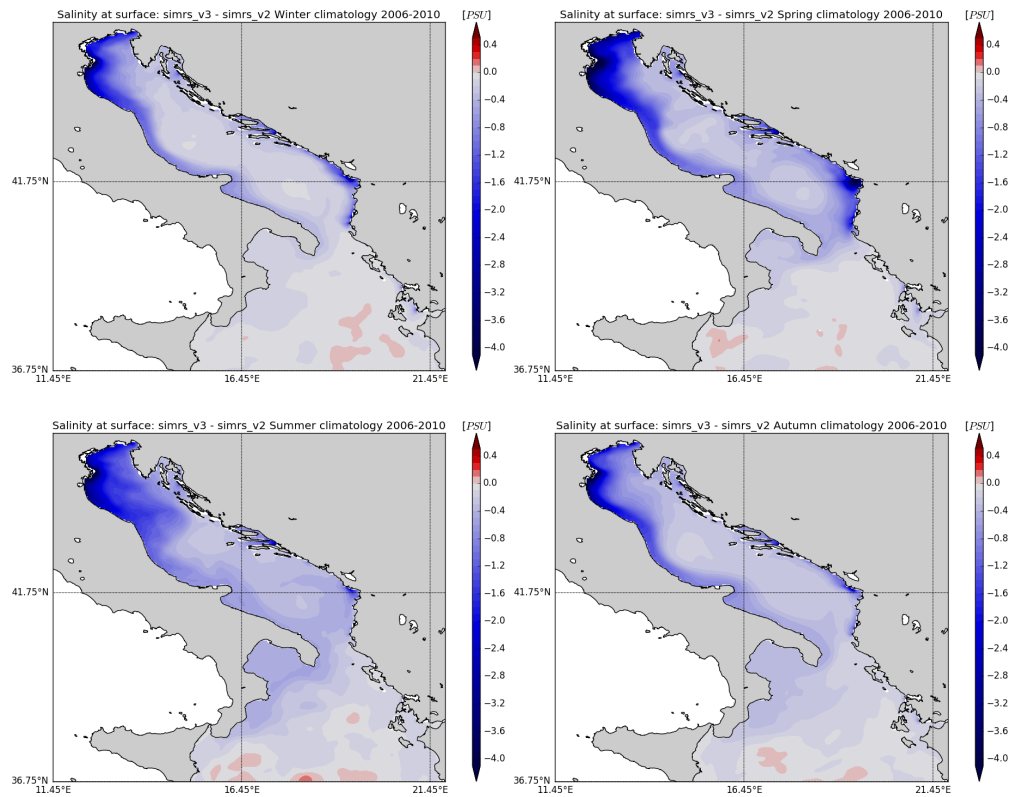 Salinity at surface: simrs_v3 - simrs_v2 Winter climatology 2006-2010
[PSU]
0.4
0.0
−0.4
−0.8
−1.2
−1.6
−2.0
−2.4
−2.8
−3.2
−3.6
−4.0
41.75°N
36.75°N
11.45°E
16.45°E
21.45°E
Salinity at surface: simrs_v3 - simrs_v2 Spring climatology 2006-2010
[PSU]
0.4
0.0
−0.4
−0.8
−1.2
−1.6
−2.0
−2.4
−2.8
−3.2
−3.6
−4.0
41.75°N
36.75°N
11.45°E
16.45°E
21.45°E
Salinity at surface: simrs_v3 - simrs_v2 Summer climatology 2006-2010
[PSU]
0.4
0.0
−0.4
−0.8
−1.2
−1.6
−2.0
−2.4
−2.8
−3.2
−3.6
−4.0
41.75°N
36.75°N
11.45°E
16.45°E
21.45°E
Salinity at surface: simrs_v3 - simrs_v2 Autumn climatology 2006-2010
[PSU]
0.4
0.0
−0.4
−0.8
−1.2
−1.6
−2.0
−2.4
−2.8
−3.2
−3.6
−4.0
41.75°N
36.75°N
11.45°E
16.45°E
21.45°E